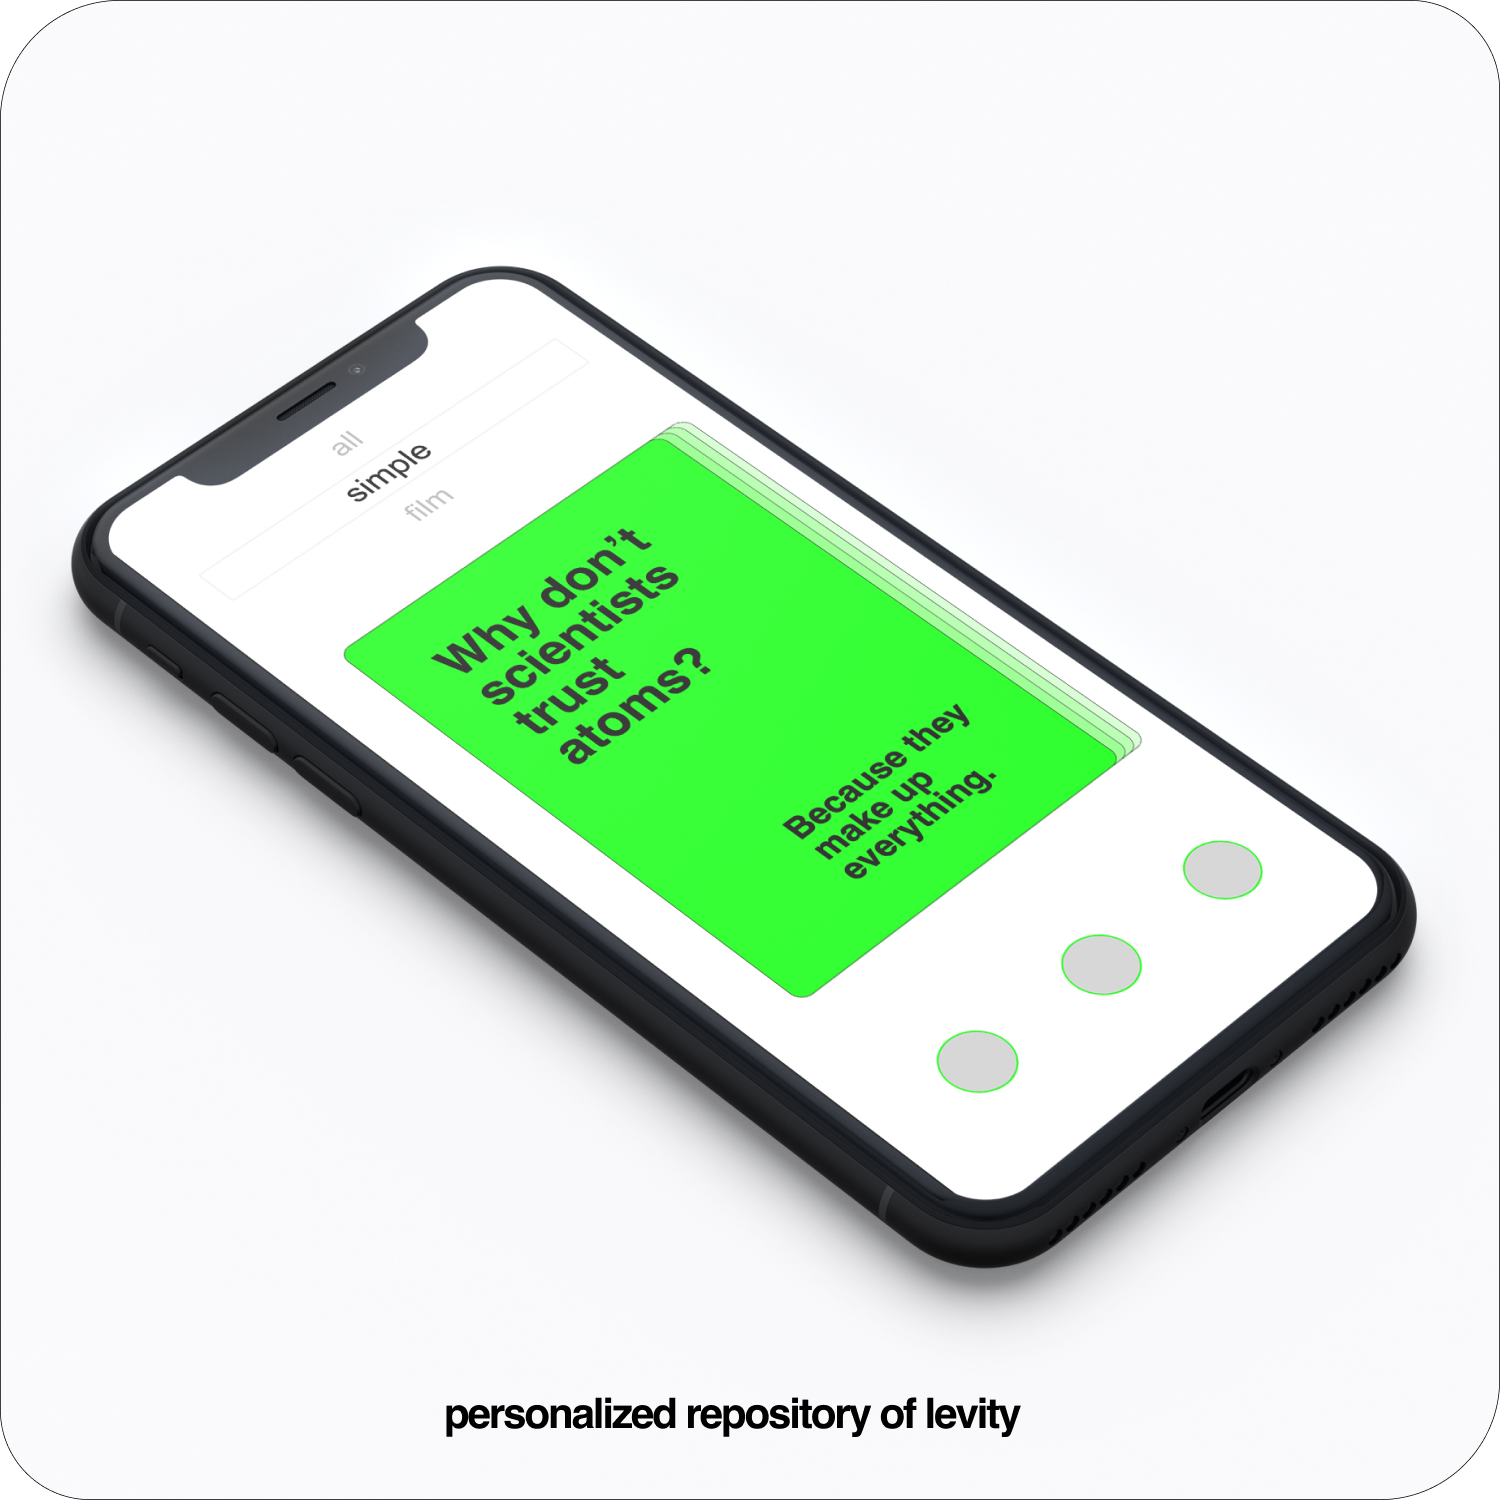 all
simple
film
Why don’t
scientists
trust
atoms?
Because they
make up
everything.
personalized repository of levity